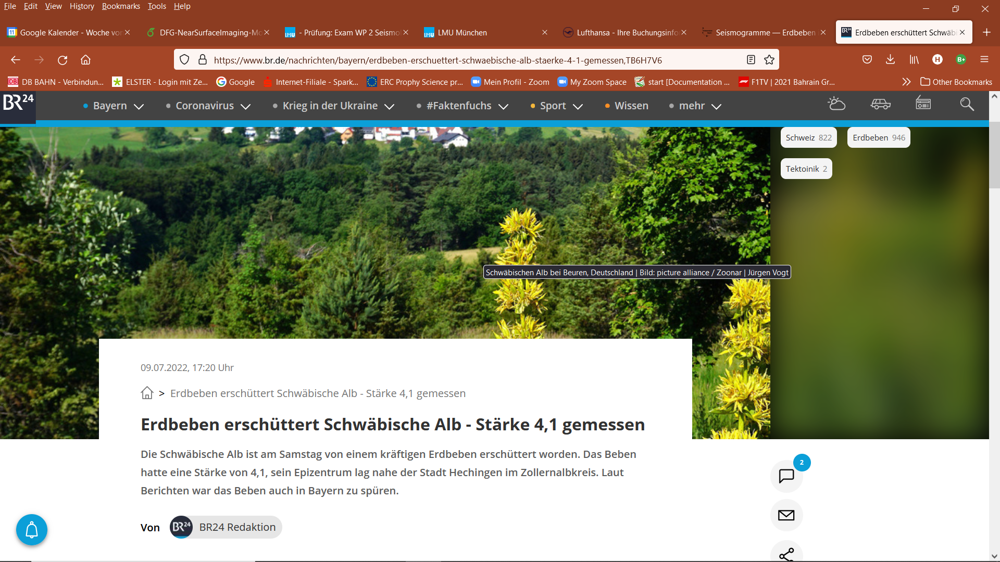 File Edit View History Bookmarks Tools Help
Google Kalender - Woche vor
DFG-NearSurfaceImaging-Mo
- Prüfung: Exam WP 2 Seismo
LMU München
Lufthansa - Ihre Buchungsinfo
Seismogramme — Erdbeben
Erdbeben erschüttert Schwäbi
https://www.br.de/nachrichten/bayern/erdbeben-erschuettert-schwaebische-alb-staerke-4-1-gemessen,TB6H7V6
H
B+
DB BAHN - Verbindun...
ELSTER - Login mit Ze...
Google
Internet-Filiale - Spark...
ERC Prophy Science pr...
Mein Profil - Zoom
My Zoom Space
start [Documentation ...
F1TV | 2021 Bahrain Gr...
Other Bookmarks
BR24
Bayern
Coronavirus
Krieg in der Ukraine
#Faktenfuchs
Sport
Wissen
mehr
Schweiz 822
Erdbeben 946
Tektoinik 2
Schwäbischen Alb bei Beuren, Deutschland | Bild: picture alliance / Zoonar | Jürgen Vogt
09.07.2022, 17:20 Uhr
> Erdbeben erschüttert Schwäbische Alb - Stärke 4,1 gemessen
Erdbeben erschüttert Schwäbische Alb - Stärke 4,1 gemessen
Die Schwäbische Alb ist am Samstag von einem kräftigen Erdbeben erschüttert worden. Das Beben
hatte eine Stärke von 4,1, sein Epizentrum lag nahe der Stadt Hechingen im Zollernalbkreis. Laut
Berichten war das Beben auch in Bayern zu spüren.
2
Von BR24 BR24 Redaktion